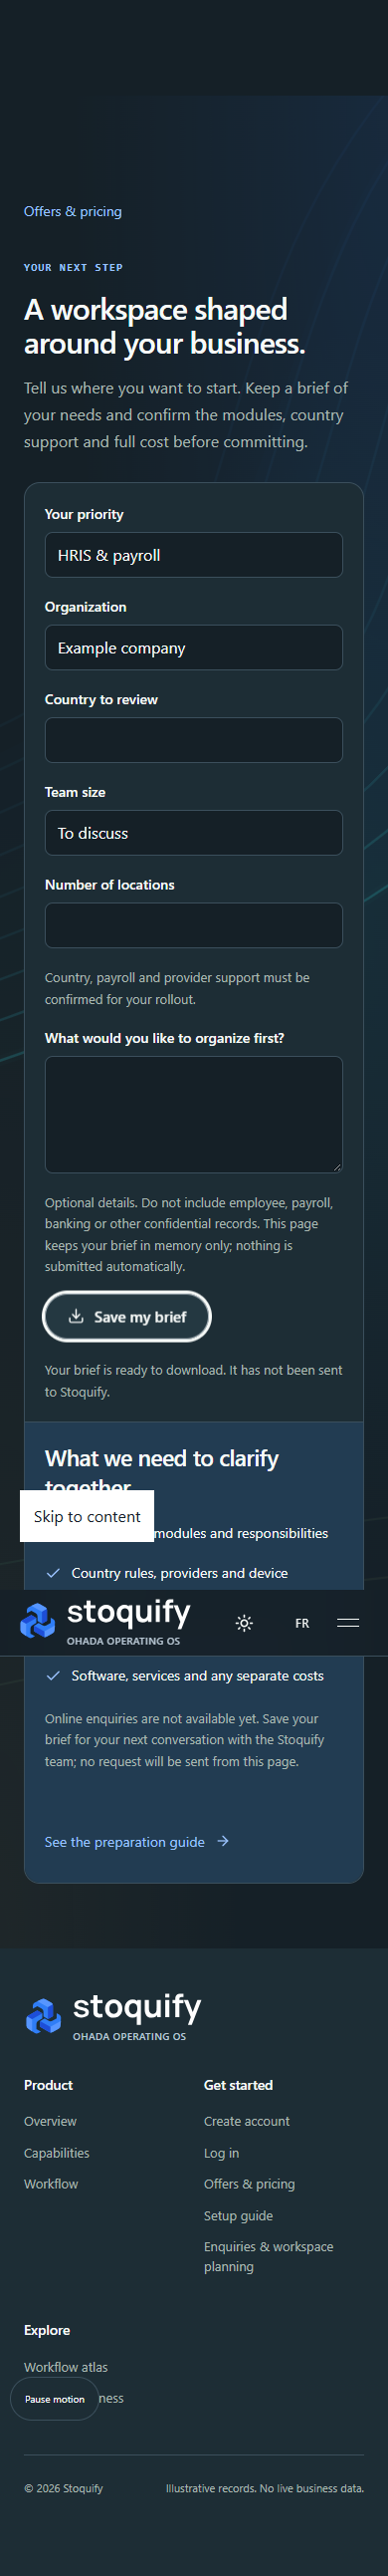 Offers & pricing
YOUR NEXT STEP
A workspace shaped
around your business.
Tell us where you want to start. Keep a brief of
your needs and confirm the modules, country
support and full cost before committing.
Your priority
HRIS & payroll
Organization
Example company
Country to review
Team size
To discuss
Number of locations
Country, payroll and provider support must be
confirmed for your rollout.
What would you like to organize first?
Optional details. Do not include employee, payroll,
banking or other confidential records. This page
keeps your brief in memory only; nothing is
submitted automatically.
Save my brief
Your brief is ready to download. It has not been sent
to Stoquify.
What we need to clarify
together
Skip to content
modules and responsibilities
Country rules, providers and device
stoquify
OHADA OPERATING OS
FR
Software, services and any separate costs
Online enquiries are not available yet. Save your
brief for your next conversation with the Stoquify
team; no request will be sent from this page.
See the preparation guide
stoquify
OHADA OPERATING OS
Product
Overview
Capabilities
Workflow
Get started
Create account
Log in
Offers & pricing
Setup guide
Enquiries & workspace
planning
Explore
Workflow atlas
Pause motion
ness
© 2026 Stoquify
Illustrative records. No live business data.